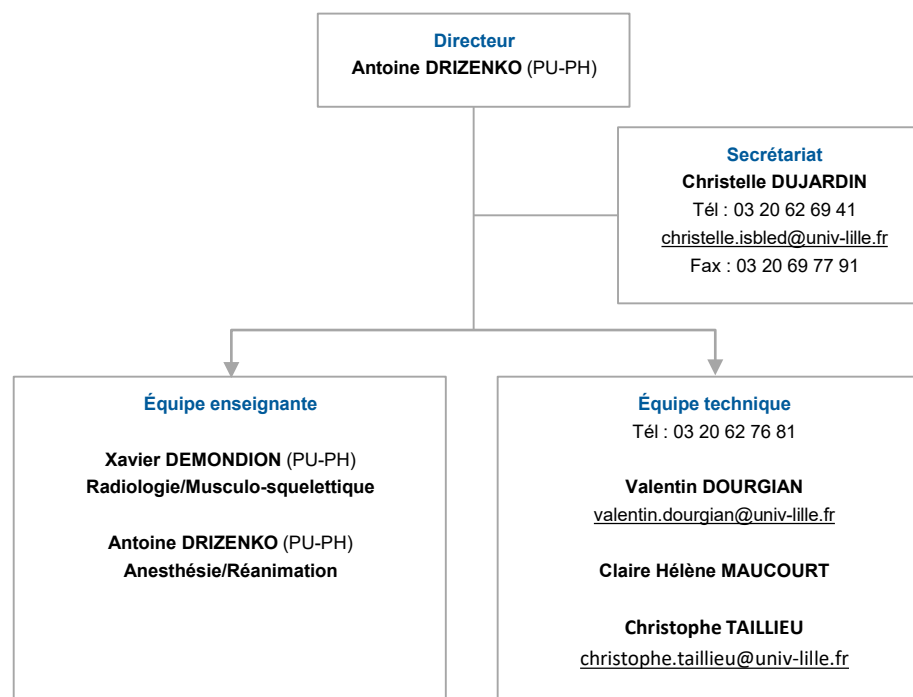 Directeur
Antoine DRIZENKO (PU-PH)
Secrétariat
Christelle DUJARDIN
Tél : 03 20 62 69 41
christelle.isbled@univ-lille.fr
Fax : 03 20 69 77 91
Équipe enseignante
Xavier DEMONDION (PU-PH)
Radiologie/Musculo-squelettique
Antoine DRIZENKO (PU-PH)
Anesthésie/Réanimation
Équipe technique
Tél : 03 20 62 76 81
Valentin DOURGIAN
valentin.dourgian@univ-lille.fr
Claire Hélène MAUCOURT
Christophe TAILLIEU
christophe.taillieu@univ-lille.fr